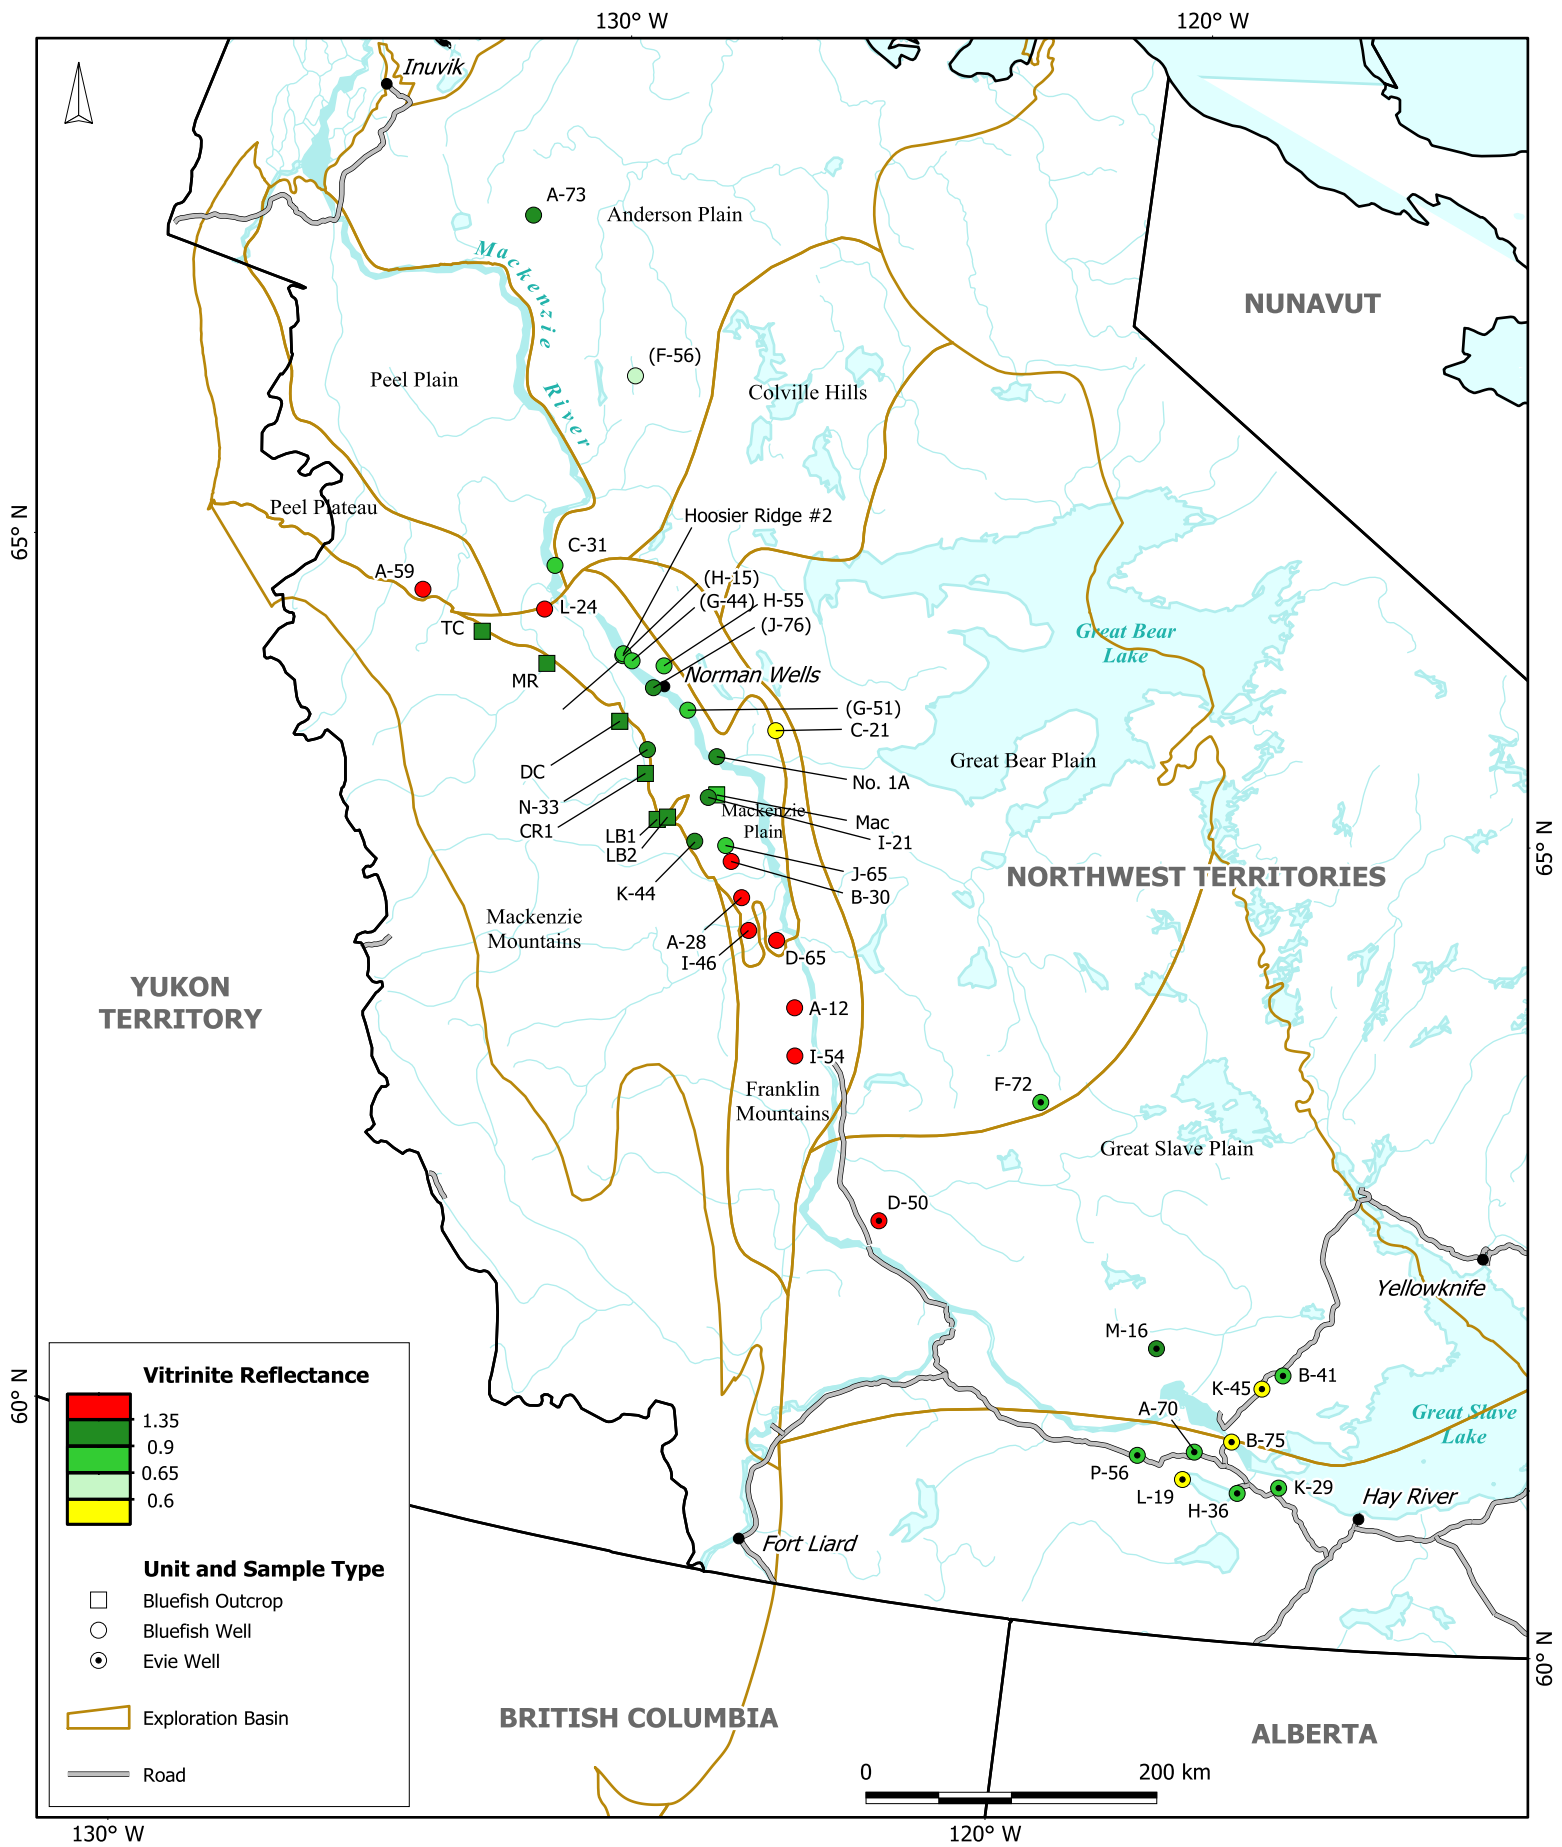 130° W
120° W
Inuvik
A-73
Anderson Plain
Mackenzie
River
NUNAVUT
(F-56)
Peel Plain
Colville Hills
Peel Plateau
Hoosier Ridge #2
65° N
C-31
A-59
(H-15)
(G-44)
H-55
L-24
(J-76)
TC
Great Bear
Lake
MR
Norman Wells
(G-51)
C-21
DC
Great Bear Plain
No. 1A
N-33
Mackenzie
Plain
CR1
Mac
LB1
I-21
65° N
LB2
J-65
NORTHWEST TERRITORIES
K-44
B-30
Mackenzie
Mountains
A-28
I-46
D-65
YUKON
TERRITORY
A-12
I-54
F-72
Franklin
Mountains
Great Slave Plain
D-50
Yellowknife
M-16
B-41
K-45
60° N
A-70
Great Slave
Lake
B-75
P-56
L-19
H-36
K-29
Hay River
Fort Liard
Vitrinite Reflectance
1.35
0.9
0.65
0.6
Unit and Sample Type
Bluefish Outcrop
Bluefish Well
Evie Well
Exploration Basin
Road
60° N
BRITISH COLUMBIA
ALBERTA
0
200 km
130° W
120° W